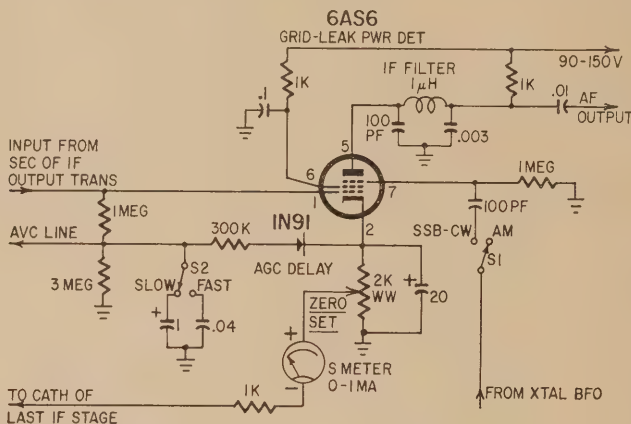 6AS6
GRID-LEAK PWR DET
90-150V
1K
IF FILTER
1μH
1K
.1
.01
AF
OUTPUT
100
PF
.003
5
INPUT FROM
SEC OF IF
OUTPUT TRANS
6
1
7
1MEG
1MEG
100PF
2
300K
1N91
AVC LINE
AGC DELAY
SSB-CW
AM
S1
3 MEG
S2
SLOW
FAST
2K
WW
+
20
ZERO
SET
+
1
.04
+
S METER
0-1MA
-
1K
TO CATH OF
LAST IF STAGE
FROM XTAL BFO